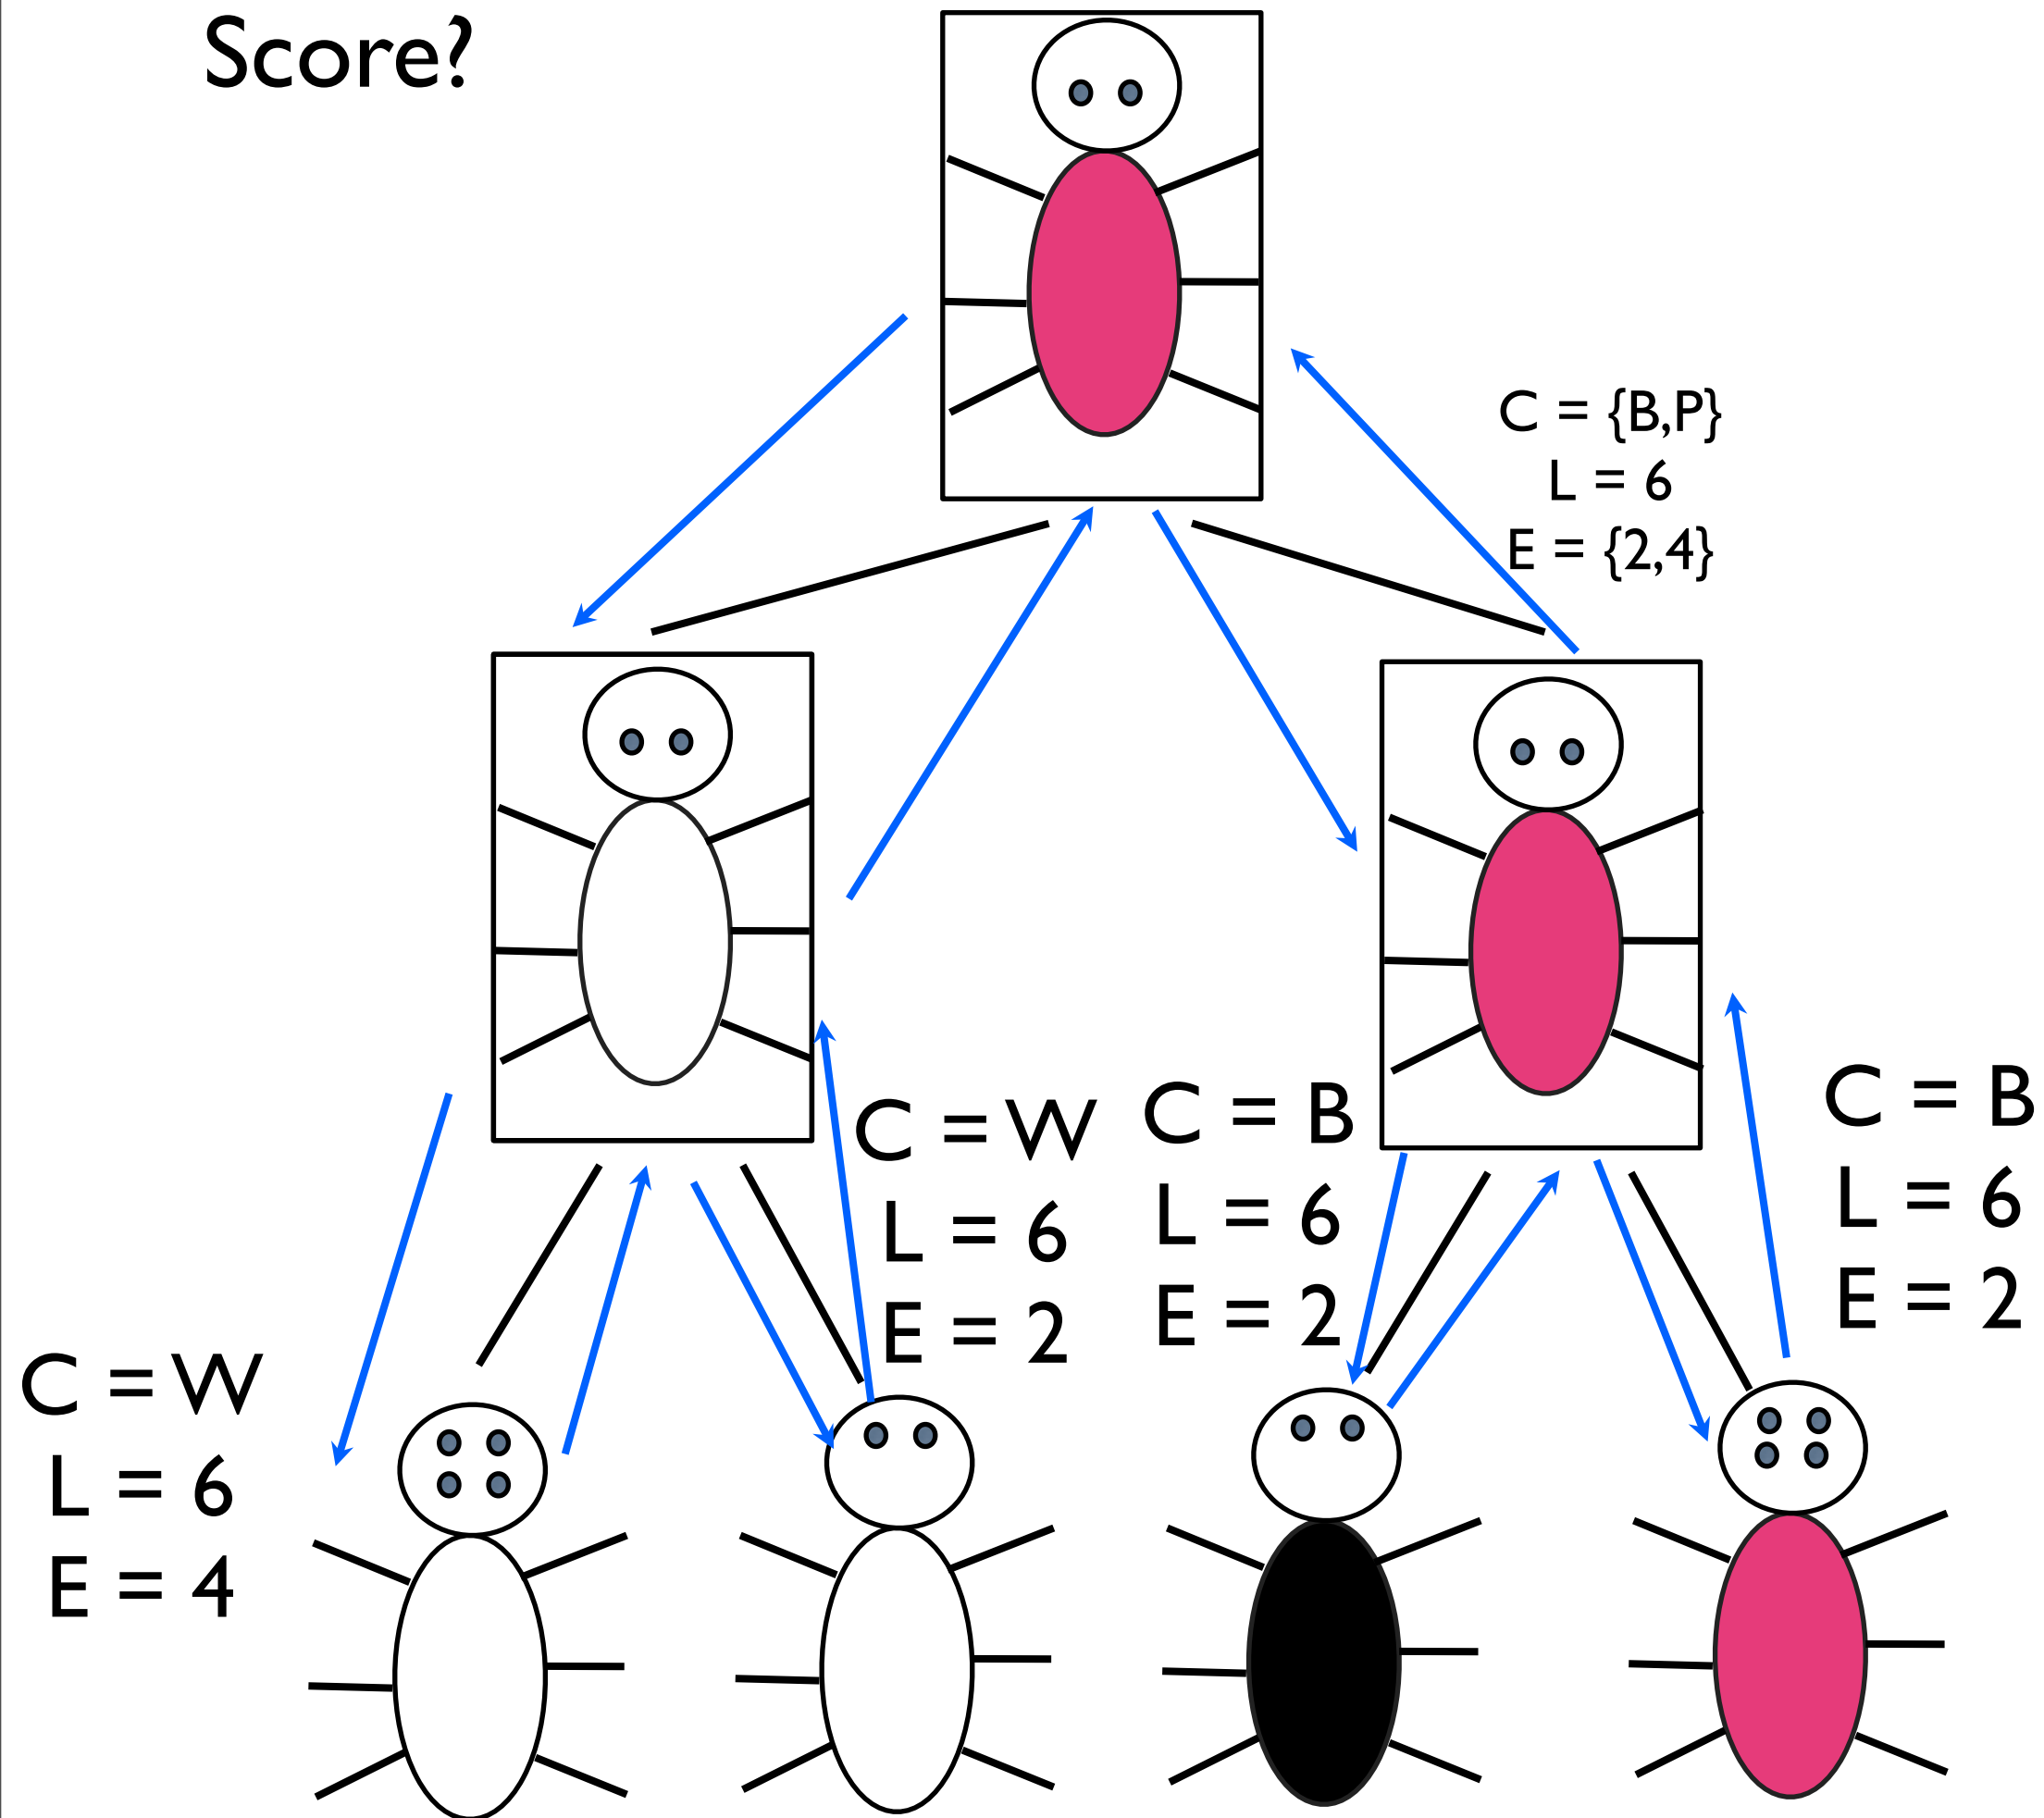 Score?
C = {B,P}
L = 6
E = {2,4}
C = W
L = 6
E = 2
C = B
L = 6
E = 2
C = B
L = 6
E = 2
C = W
L = 6
E = 4